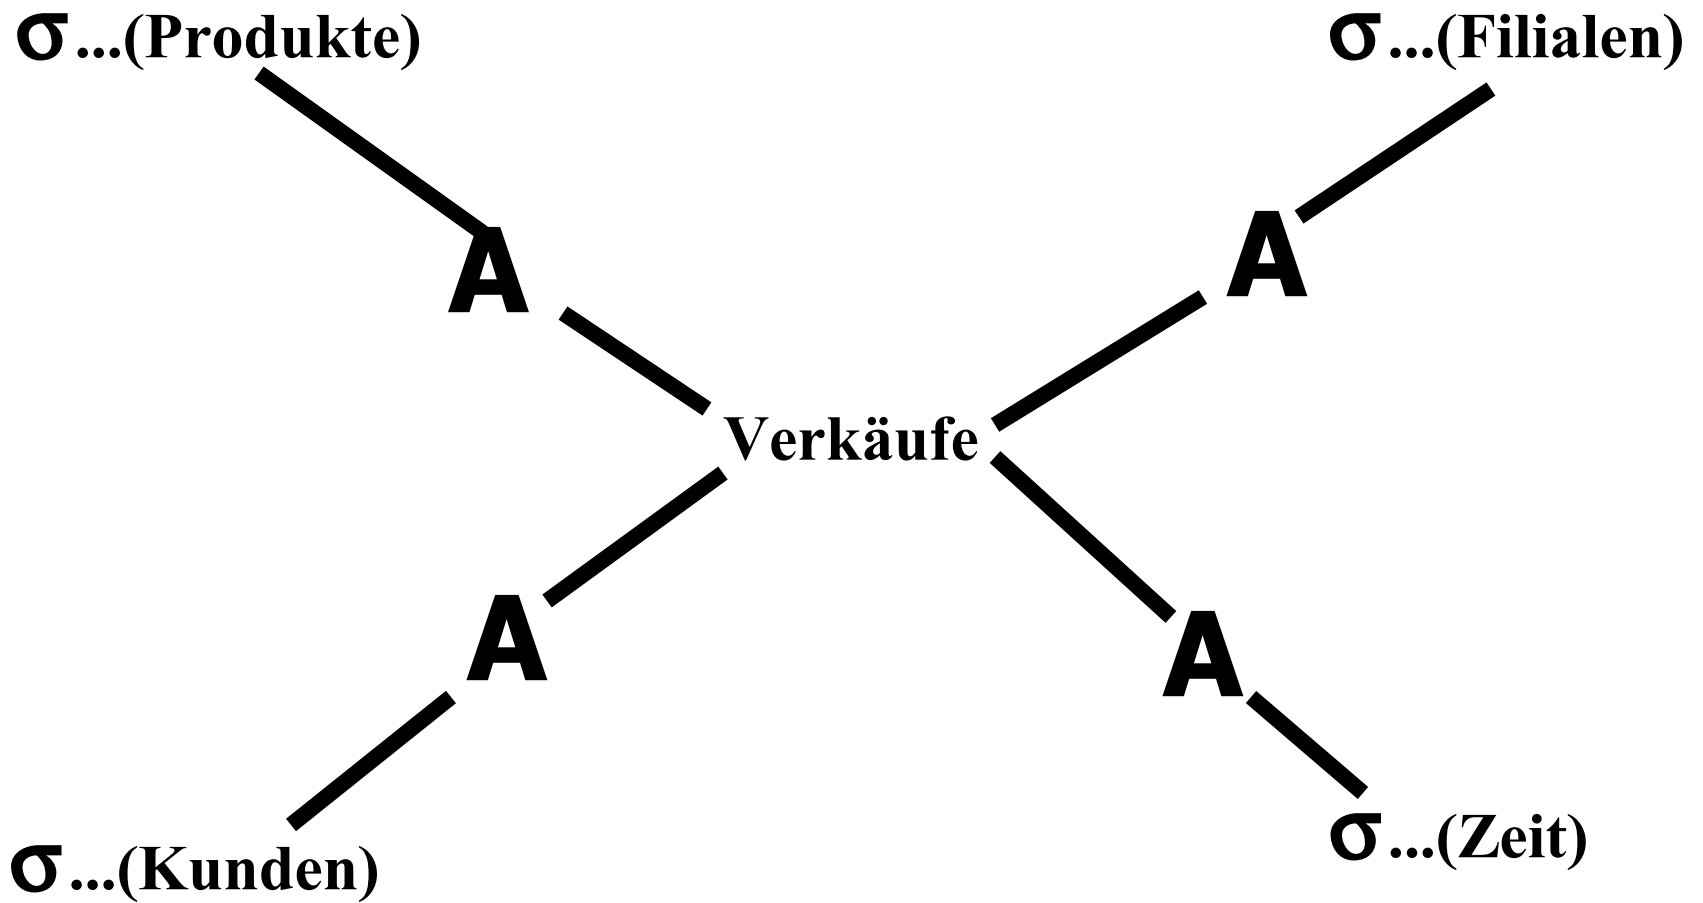 σ...(Produkte)
σ...(Filialen)
A
A
Verkäufe
A
A
σ...(Kunden)
σ...(Zeit)